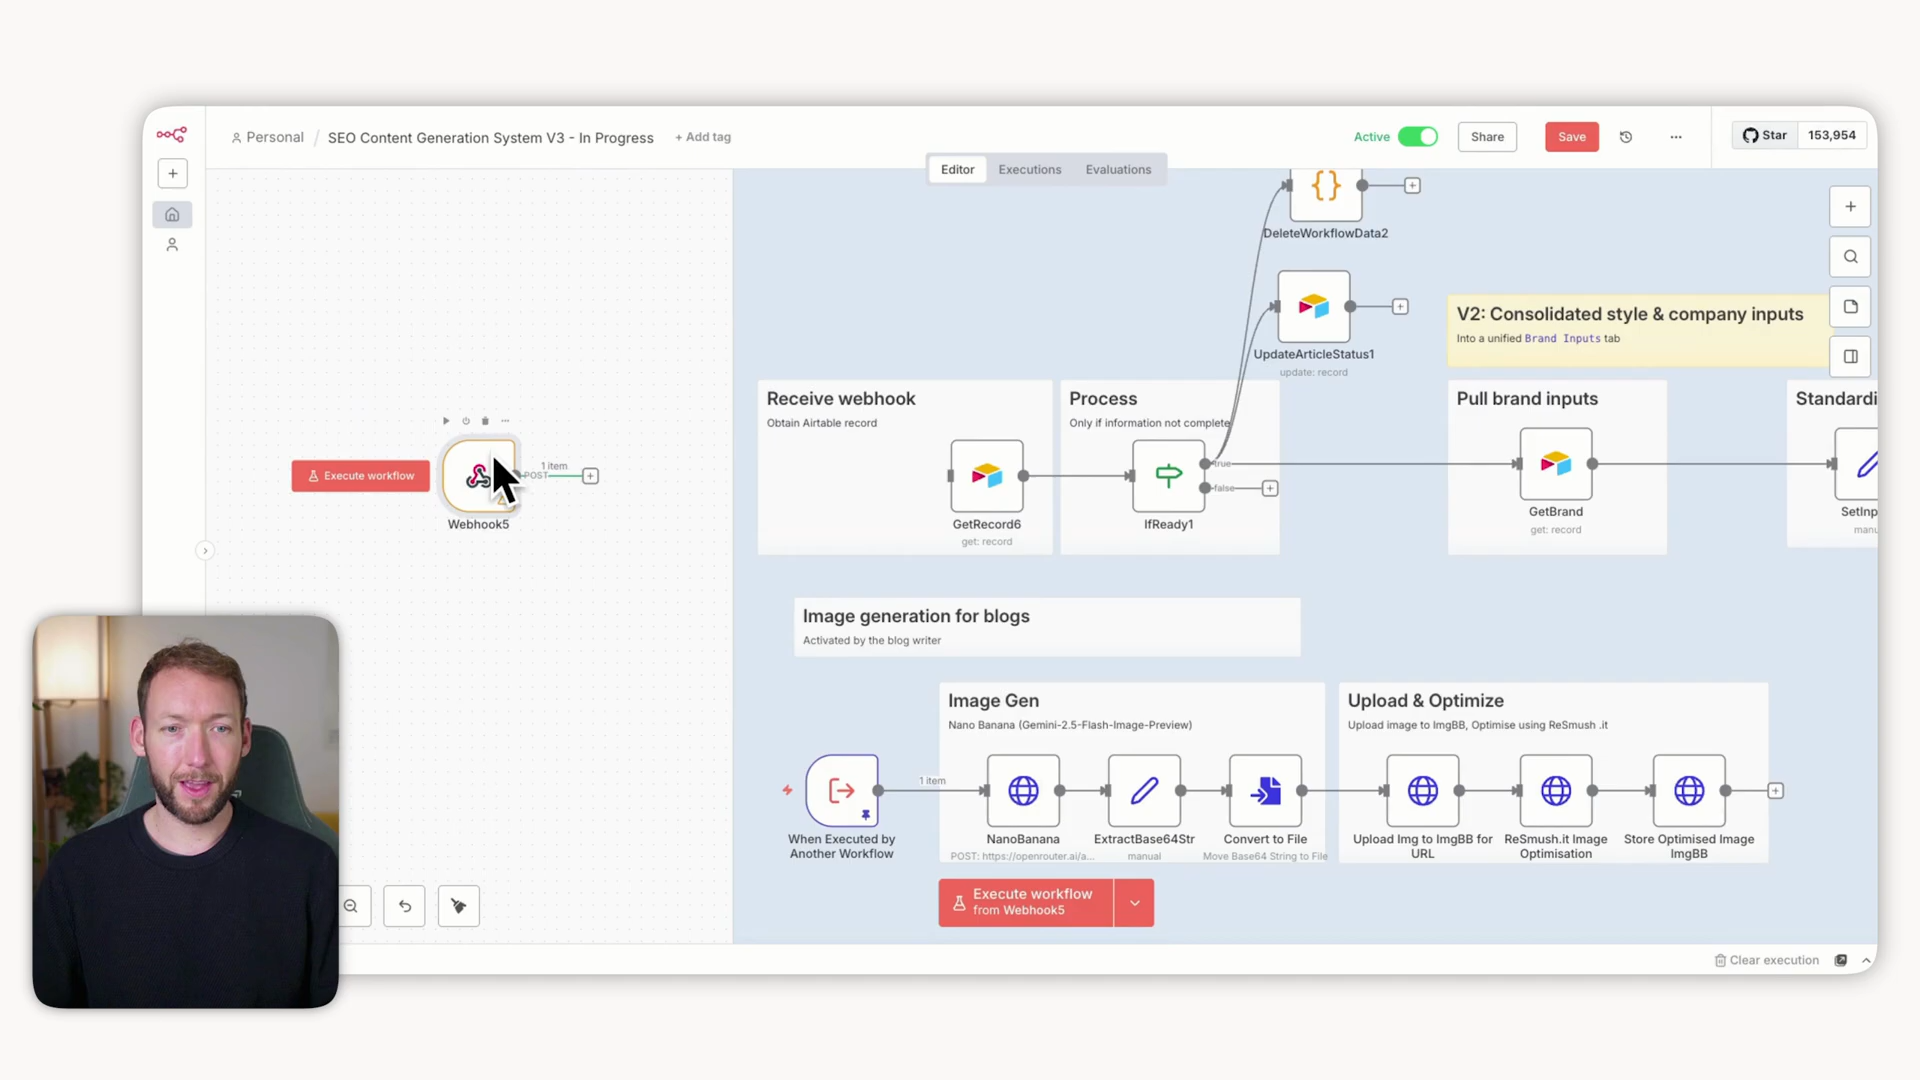 Personal / SEO Content Generation System V3 - In Progress + Add tag
Active Share Save ... Star 153,954
Editor Executions Evaluations
DeleteWorkflowData2
UpdateArticleStatus1
update: record
V2: Consolidated style & company inputs
Into a unified Brand Inputs tab
Receive webhook
Obtain Airtable record
GetRecord6
get: record
Process
Only if information not complete
true
false
IfReady1
Pull brand inputs
GetBrand
get: record
Standardi
SetInp
manu
Execute workflow
1 item
POST
Webhook5
Image generation for blogs
Activated by the blog writer
Image Gen
Nano Banana (Gemini-2.5-Flash-Image-Preview)
Upload & Optimize
Upload image to ImgBB, Optimise using ReSmush .it
1 item
When Executed by
Another Workflow
NanoBanana
POST: https://openrouter.ai/a...
ExtractBase64Str
manual
Convert to File
Move Base64 String to File
Upload Img to ImgBB for
URL
ReSmush.it Image
Optimisation
Store Optimised Image
ImgBB
Execute workflow
from Webhook5
Clear execution